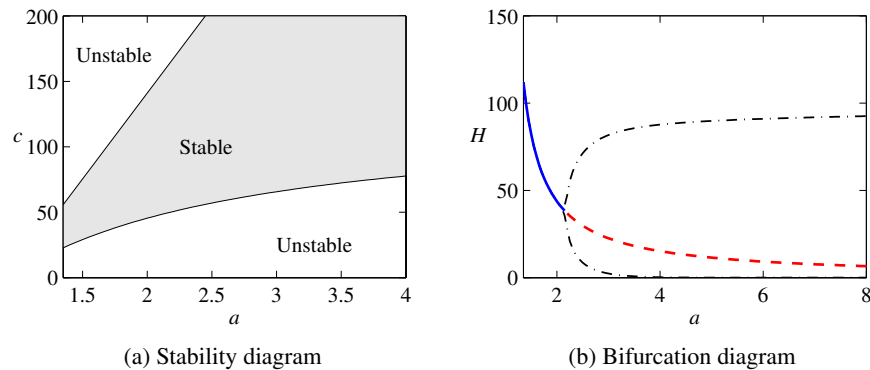 200
150
100
50
0
c
Unstable
Stable
Unstable
1.5 2 2.5 3 3.5 4
a
(a) Stability diagram
150
100
50
0
H
2 4 6 8
a
(b) Bifurcation diagram